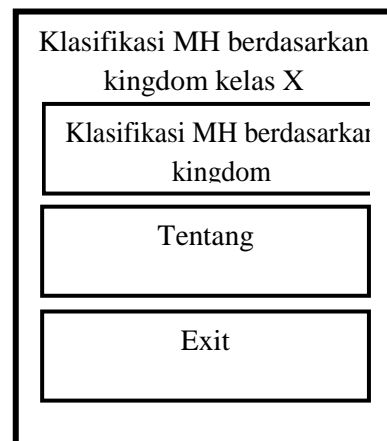 Klasifikasi MH berdasarkan
kingdom kelas X
Klasifikasi MH berdasarkan
kingdom
Tentang
Exit